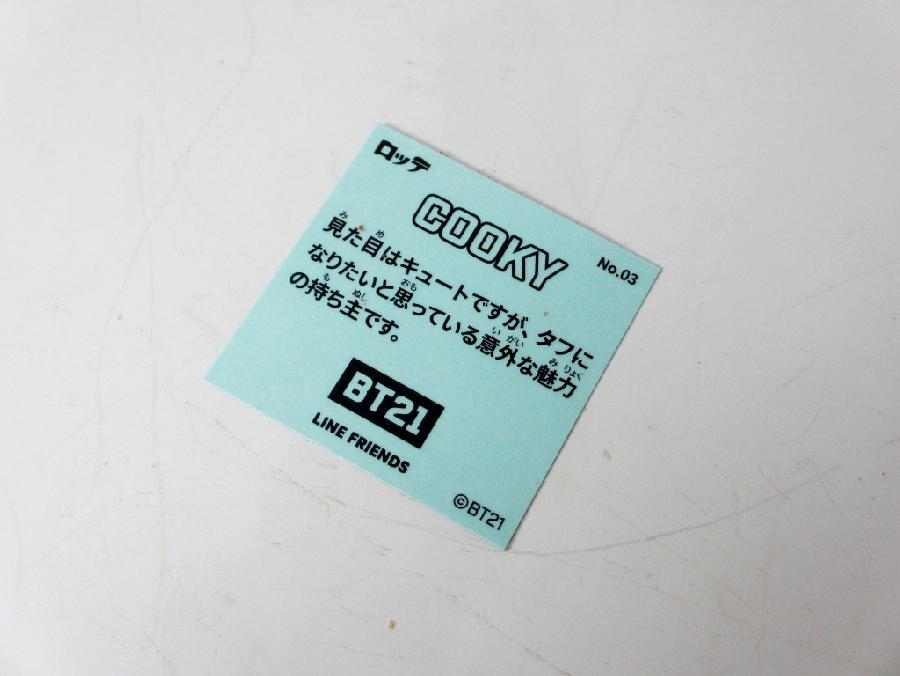 ロッテ
COOKY
No.03
見た目はキュートですが、タフに
なりたいと思っている意外な魅力
の持ち主です。
BT21
LINE FRIENDS
©BT21